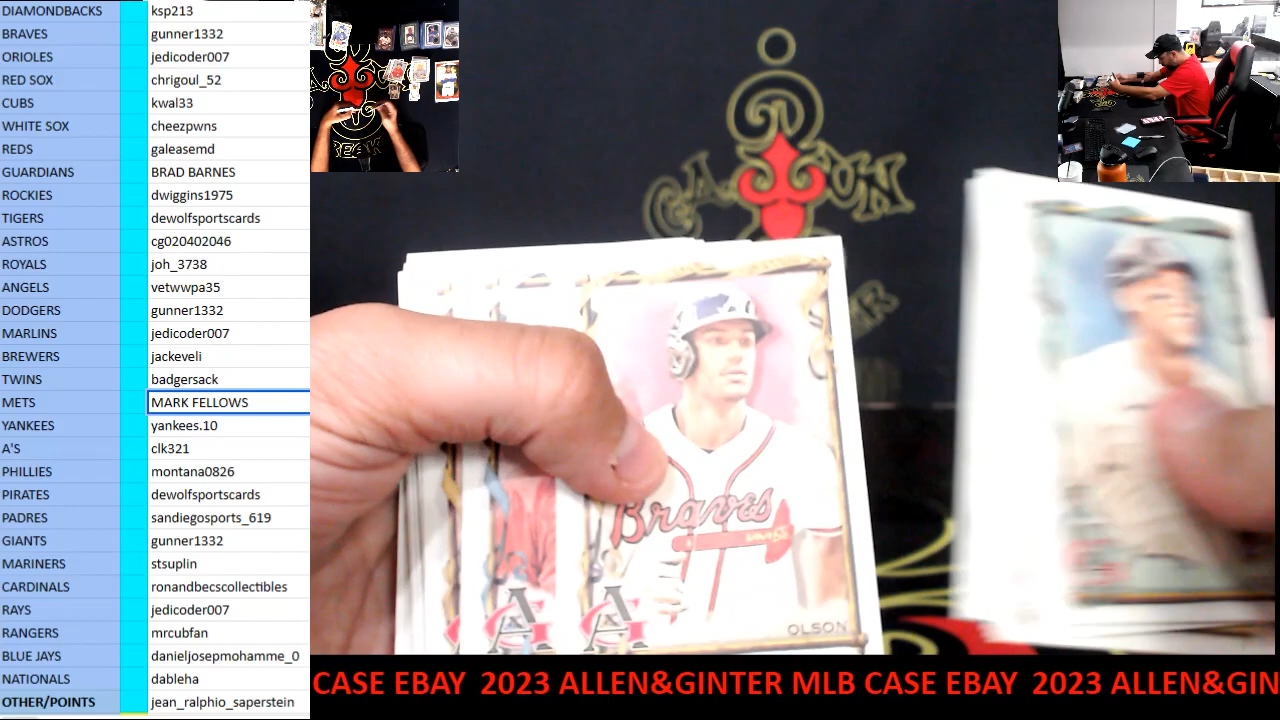 DIAMONDBACKS ksp213
BRAVES gunner1332
ORIOLES jedicoder007
RED SOX chrigoul_52
CUBS kwal33
WHITE SOX cheezpwns
REDS galeasemd
GUARDIANS BRAD BARNES
ROCKIES dwiggins1975
TIGERS dewolfsportscards
ASTROS cg020402046
ROYALS joh_3738
ANGELS vetwwpa35
DODGERS gunner1332
MARLINS jedicoder007
BREWERS jackeveli
TWINS badgersack
METS MARK FELLOWS
YANKEES yankees.10
A'S clk321
PHILLIES montana0826
PIRATES dewolfsportscards
PADRES sandiegosports_619
GIANTS gunner1332
MARINERS stsuplin
CARDINALS ronandbecscollectibles
RAYS jedicoder007
RANGERS mrcubfan
BLUE JAYS danieljosepmohamme_0
NATIONALS dableha
OTHER/POINTS jean_ralphio_saperstein
Braves
AG
AG
OLSON
CASE EBAY 2023 ALLEN&GINTER MLB CASE EBAY 2023 ALLEN&GIN